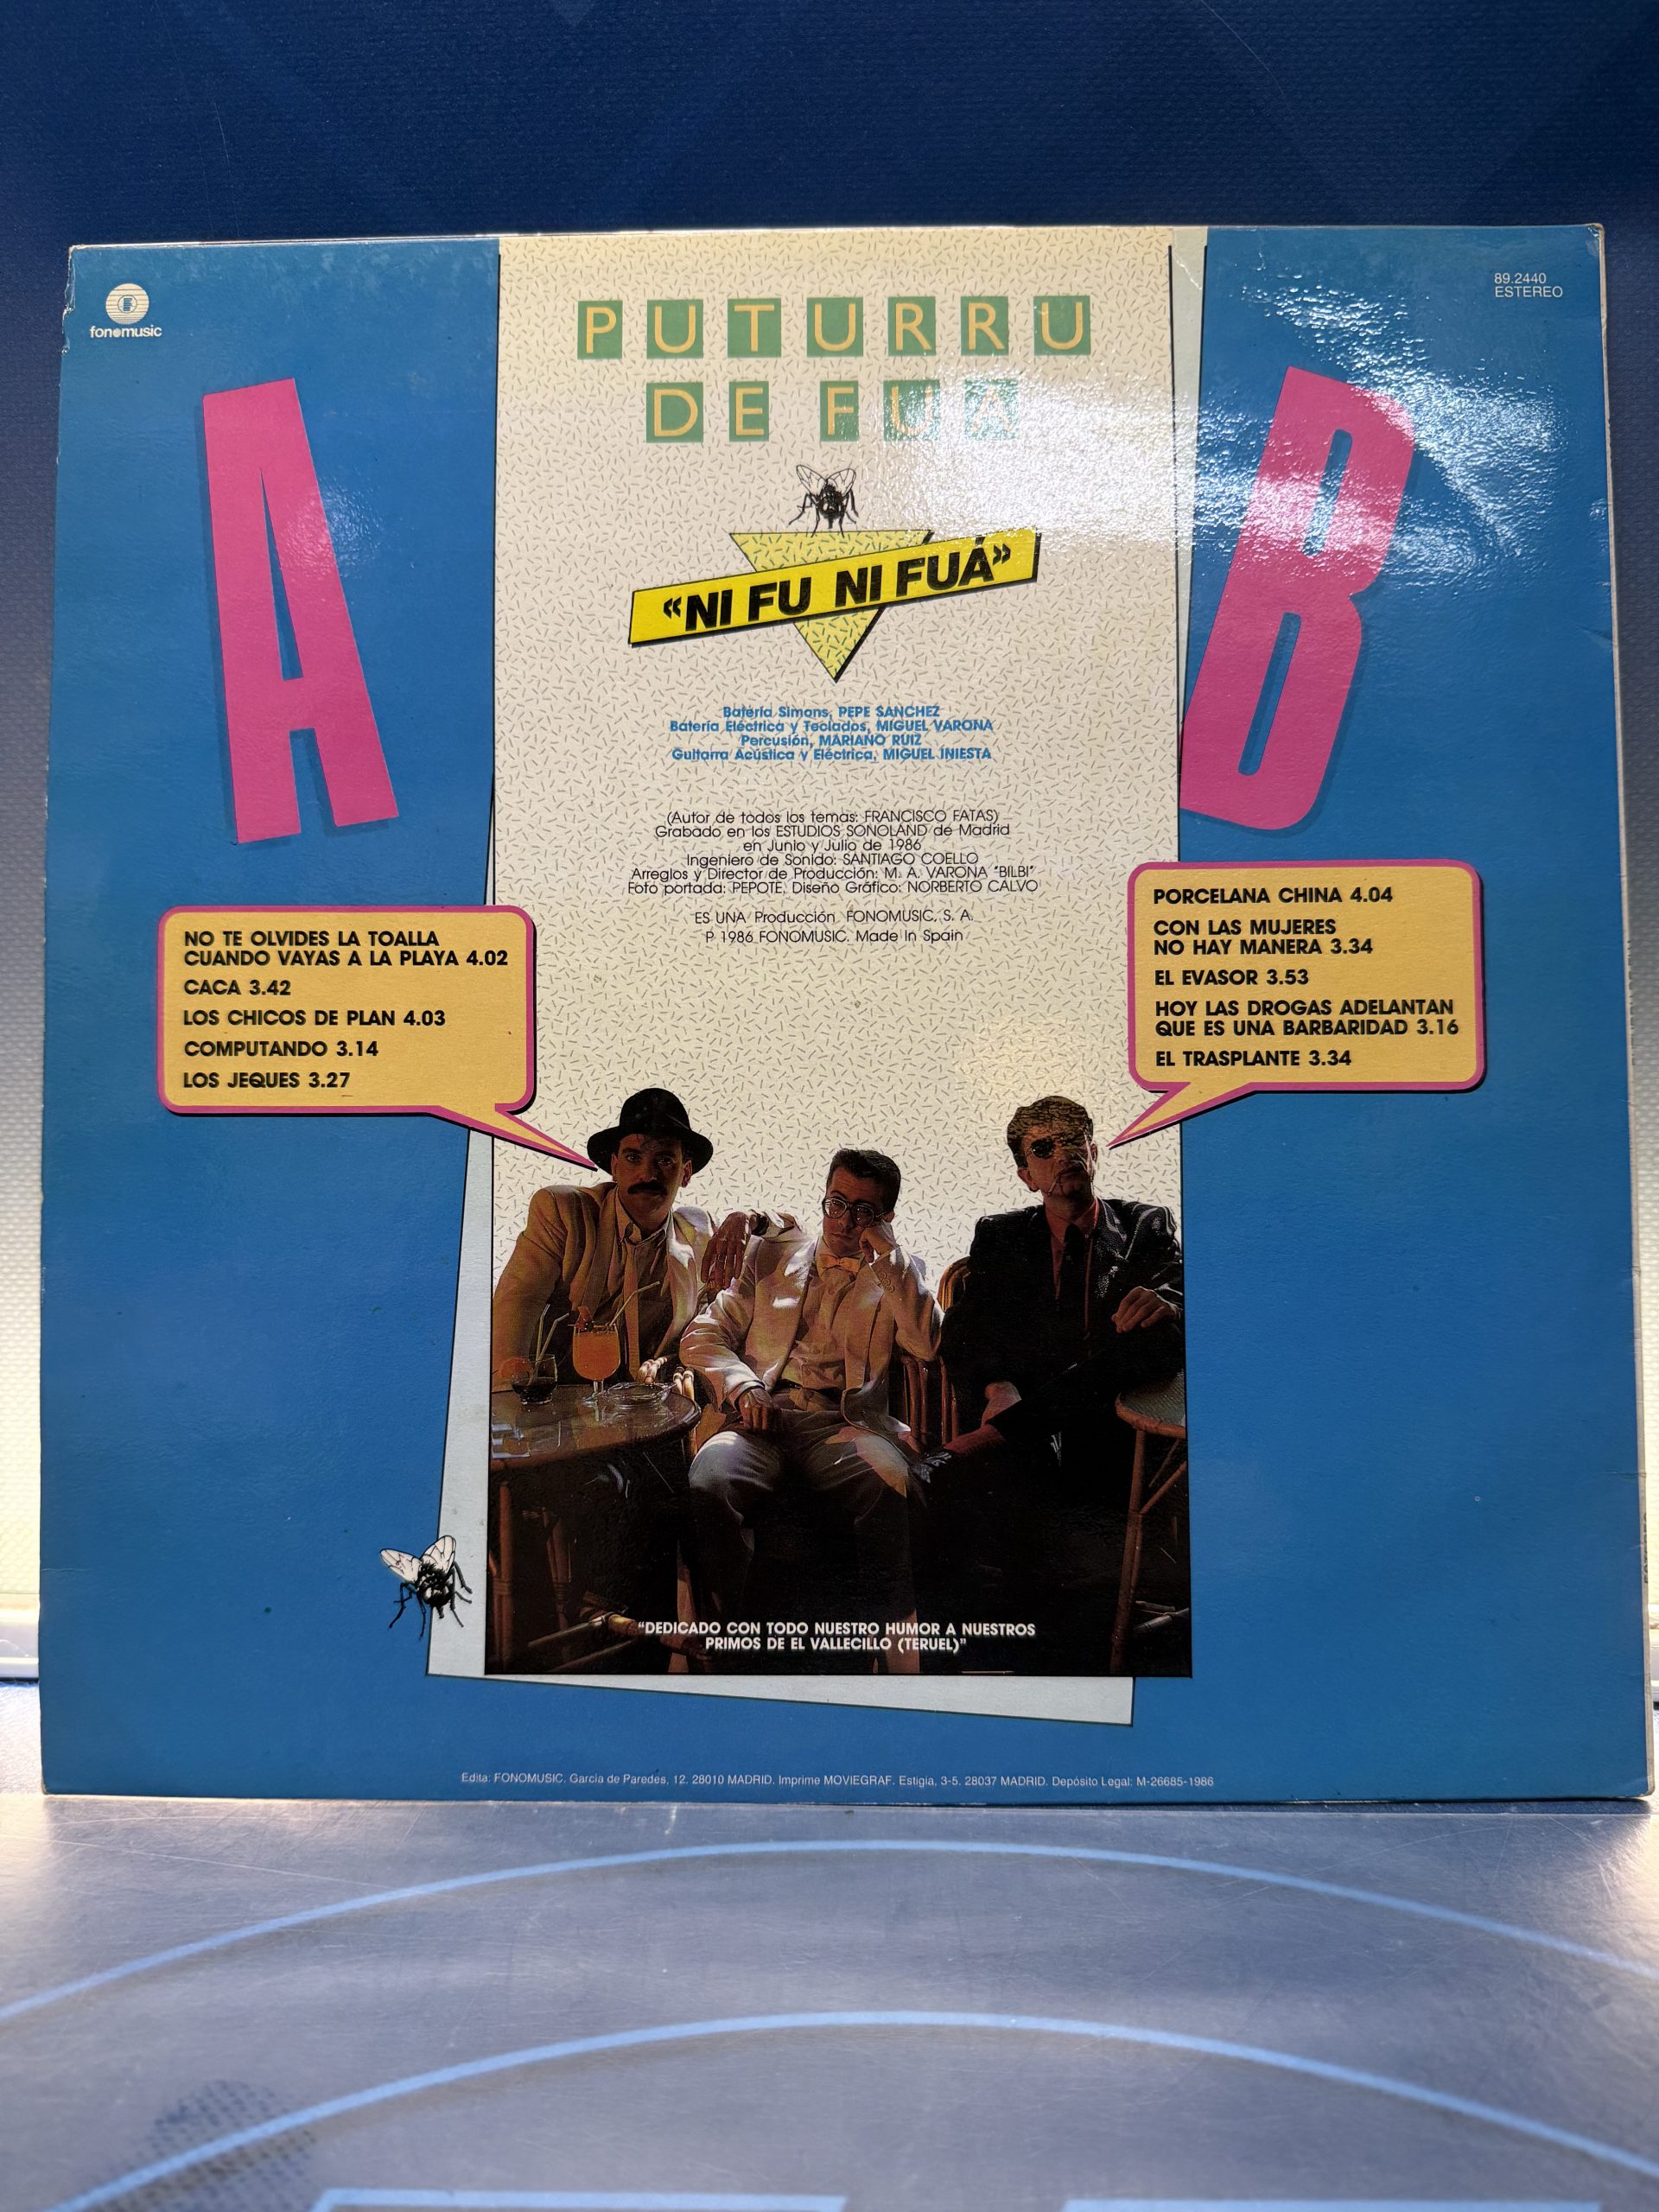 fonomusic
89.2440
ESTEREO
PUTURRU
DE FUA
«NI FU NI FUÁ»
A
B
Batería Simons, PEPE SANCHEZ
Batería Eléctrica y Teclados, MIGUEL VARONA
Percusión, MARIANO RUIZ
Guitarra Acústica y Eléctrica, MIGUEL INIESTA
(Autor de todos los temas: FRANCISCO FATAS)
Grabado en los ESTUDIOS SONOLAND de Madrid
en Junio y Julio de 1986
Ingeniero de Sonido: SANTIAGO COELLO
Arreglos y Director de Producción: M. A. VARONA "BILBI"
Foto portada: PEPOTE. Diseño Gráfico: NORBERTO CALVO
ES UNA Producción FONOMUSIC, S. A.
P 1986 FONOMUSIC. Made in Spain
NO TE OLVIDES LA TOALLA
CUANDO VAYAS A LA PLAYA 4.02
CACA 3.42
LOS CHICOS DE PLAN 4.03
COMPUTANDO 3.14
LOS JEQUES 3.27
PORCELANA CHINA 4.04
CON LAS MUJERES
NO HAY MANERA 3.34
EL EVASOR 3.53
HOY LAS DROGAS ADELANTAN
QUE ES UNA BARBARIDAD 3.16
EL TRASPLANTE 3.34
"DEDICADO CON TODO NUESTRO HUMOR A NUESTROS
PRIMOS DE EL VALLECILLO (TERUEL)"
Edita: FONOMUSIC. García de Paredes, 12. 28010 MADRID. Imprime MOVIEGRAF. Estigia, 3-5. 28037 MADRID. Depósito Legal: M-26685-1986